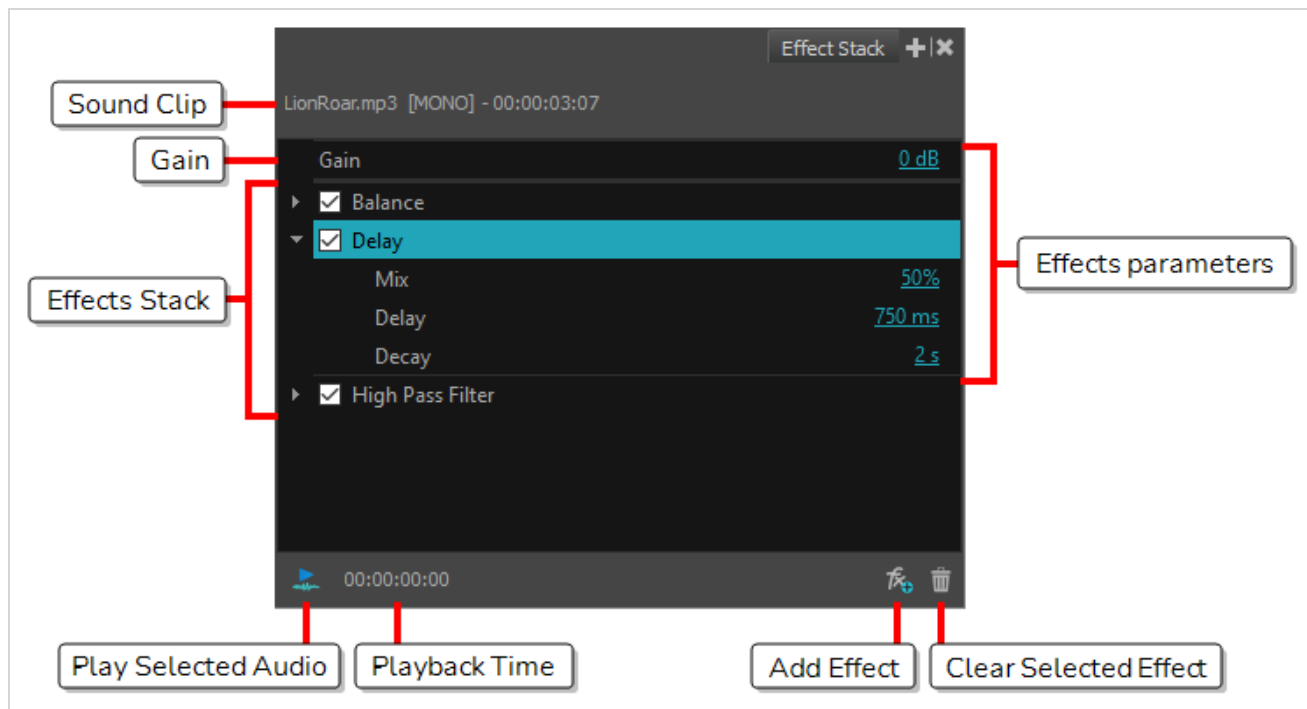 Effect Stack
Sound Clip
LionRoar.mp3 [MONO] - 00:00:03:07
Gain
Gain 0 dB
Balance
Delay
Effects parameters
Mix 50%
Effects Stack
Delay 750 ms
Decay 2 s
High Pass Filter
00:00:00:00
Play Selected Audio
Playback Time
Add Effect
Clear Selected Effect